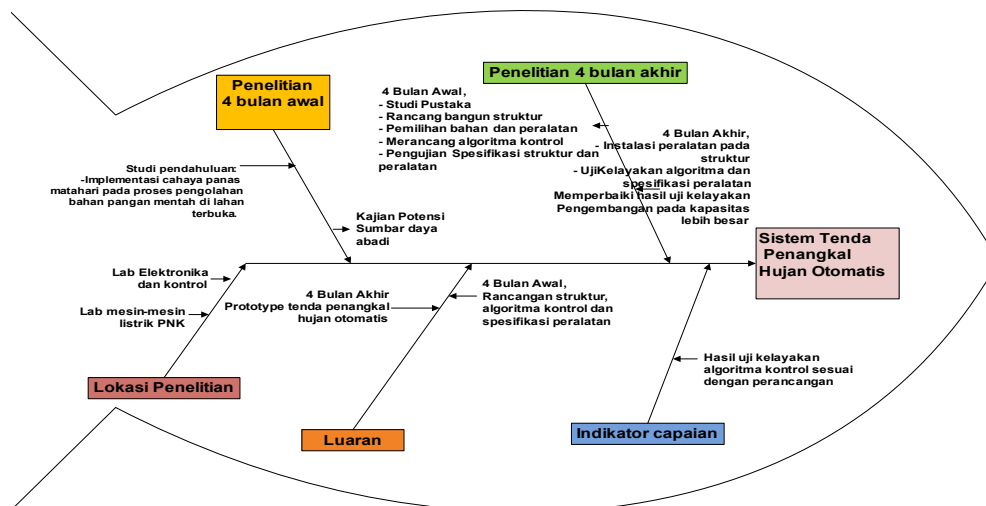 Penelitian
4 bulan awal
Penelitian 4 bulan akhir
4 Bulan Awal,
- Studi Pustaka
- Rancang bangun struktur
- Pemilihan bahan dan peralatan
- Merancang algoritma kontrol
- Pengujian Spesifikasi struktur dan
peralatan
4 Bulan Akhir,
- Instalasi peralatan pada
struktur
- UjiKelayakan algoritma dan
spesifikasi peralatan
Memperbaiki hasil uji kelayakan
Pengembangan pada kapasitas
lebih besar
Studi pendahuluan:
-Implementasi cahaya panas
matahari pada proses pengolahan
bahan pangan mentah di lahan
terbuka.
Kajian Potensi
Sumbar daya
abadi
Sistem Tenda
Penangkal
Hujan Otomatis
Lab Elektronika
dan kontrol
Lab mesin-mesin
listrik PNK
4 Bulan Akhir
Prototype tenda penangkal
hujan otomatis
4 Bulan Awal,
Rancangan struktur,
algoritma kontrol dan
spesifikasi peralatan
Hasil uji kelayakan
algoritma kontrol sesuai
dengan perancangan
Lokasi Penelitian
Luaran
Indikator capaian